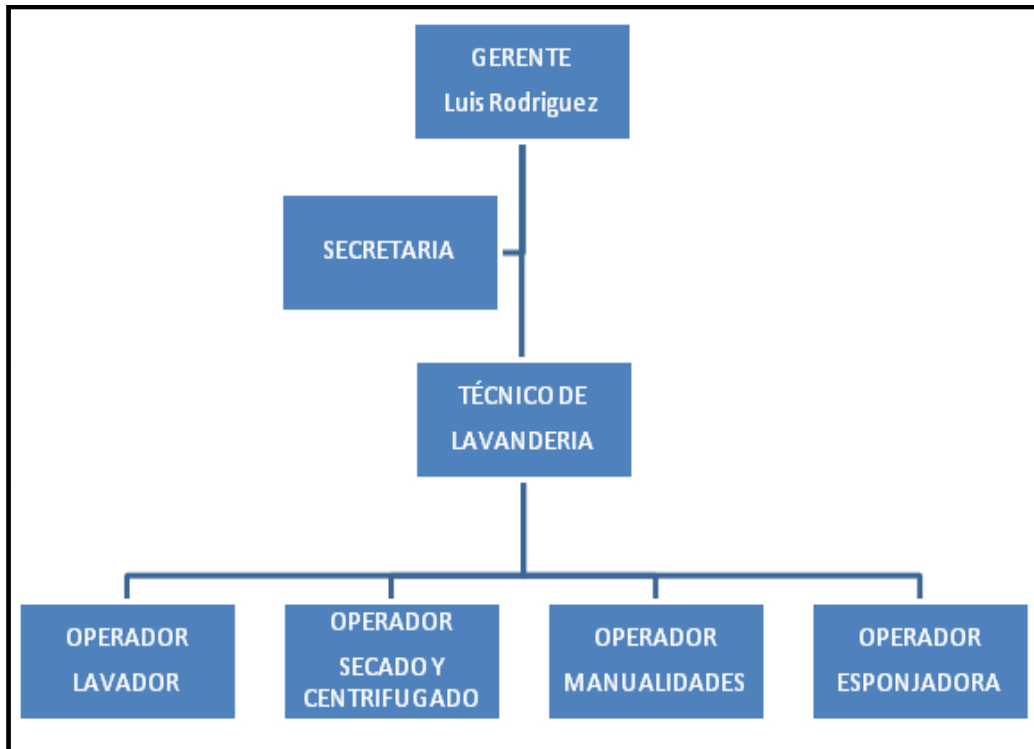 GERENTE
Luis Rodriguez
SECRETARIA
TÉCNICO DE
LAVANDERIA
OPERADOR
LAVADOR
OPERADOR
SECADO Y
CENTRIFUGADO
OPERADOR
MANUALIDADES
OPERADOR
ESPONJADORA